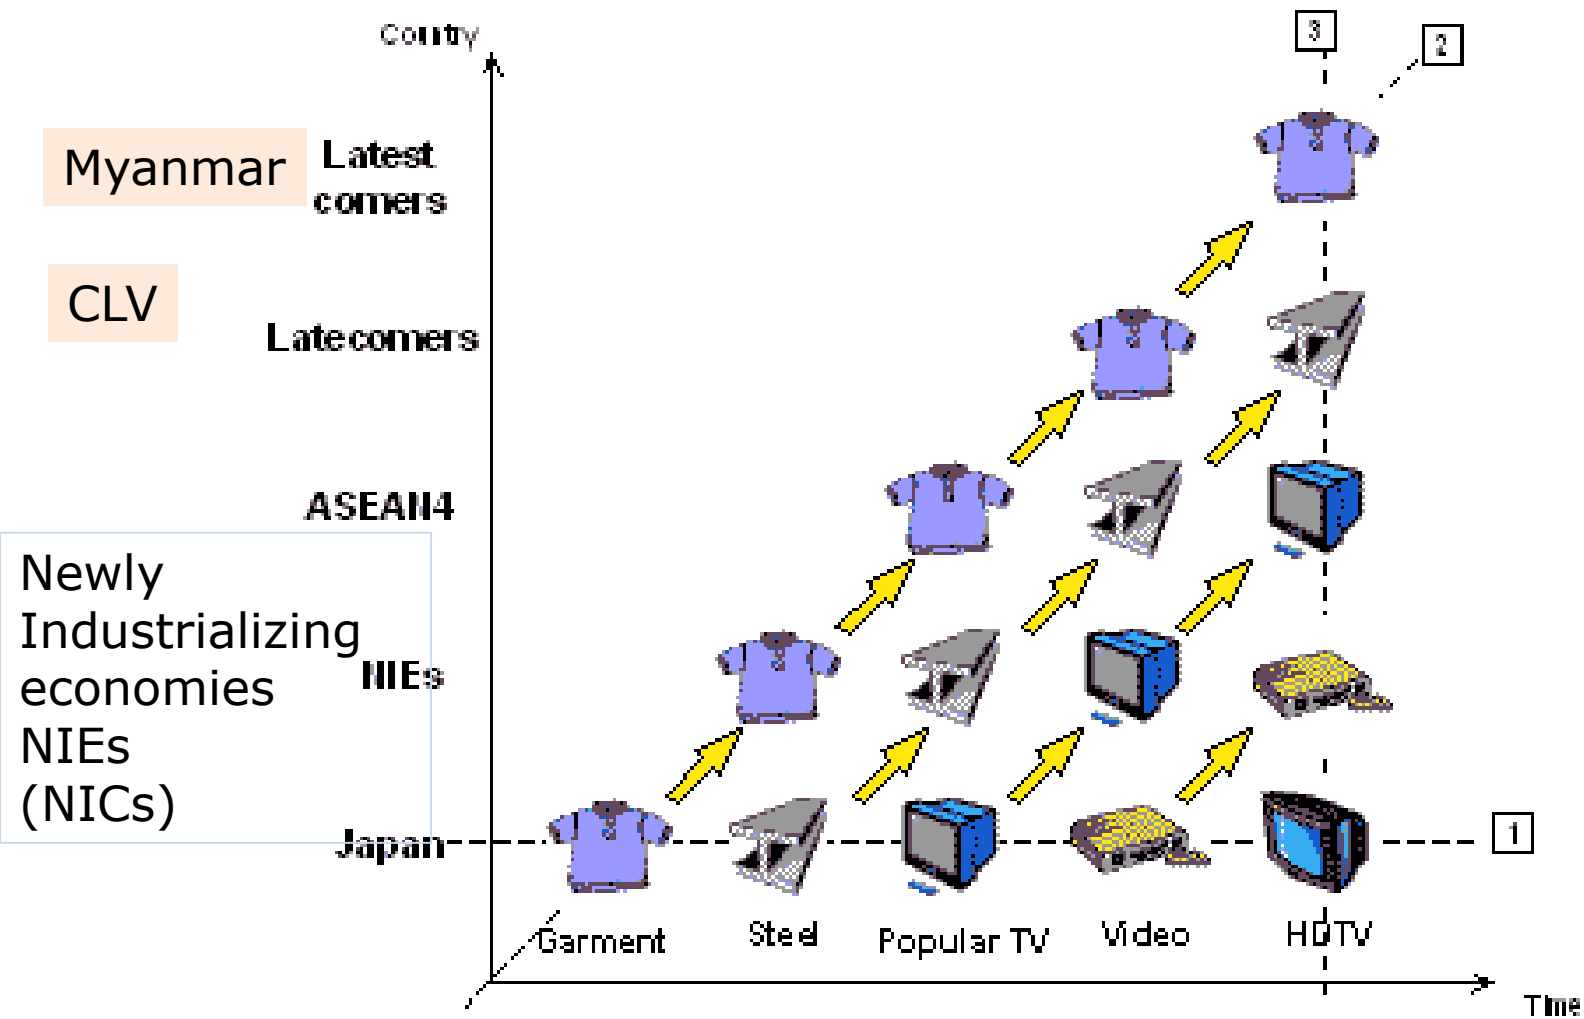 Country
3
2
Myanmar
Latest
comers
CLV
Latecomers
ASEAN4
Newly
Industrializing
economies
NIEs
(NICs)
NIEs
Japan
1
Garment
Steel
Popular TV
Video
HDTV
Time